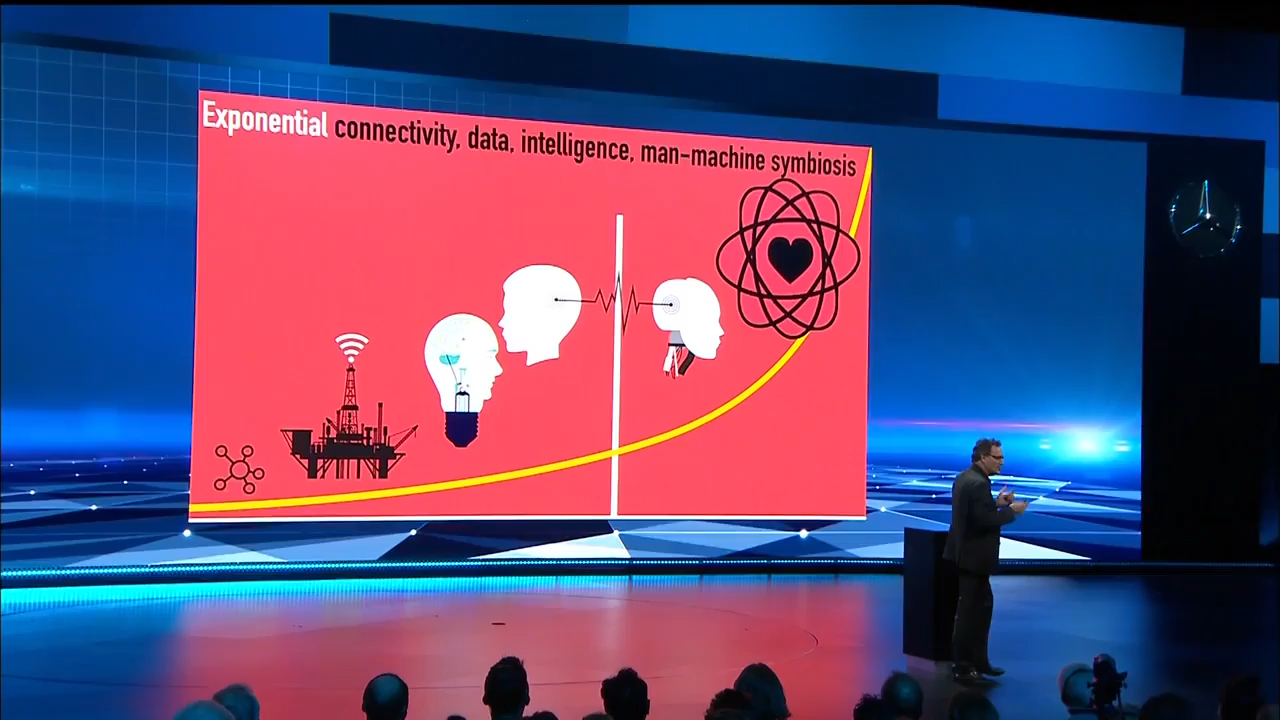 Exponential connectivity, data, intelligence, man-machine symbiosis